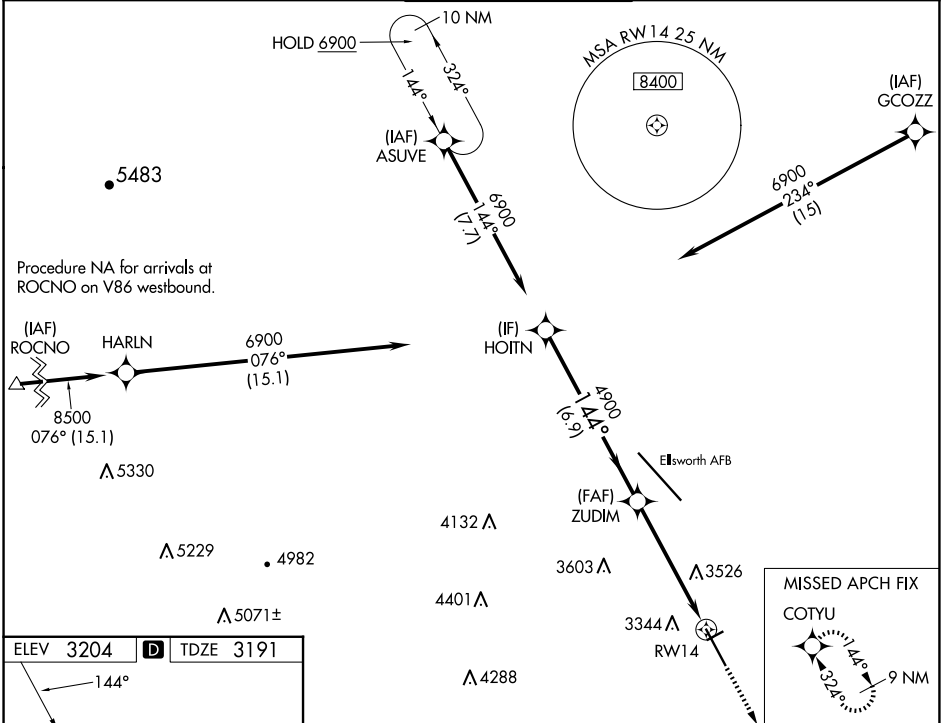 10 NM
HOLD 6900
144°
324°
(IAF)
ASUVE
MSA RW14 25 NM
8400
(IAF)
GCOZZ
6900
234°
(15)
5483
6900
144°
(7.7)
Procedure NA for arrivals at
ROCNO on V86 westbound.
(IAF)
ROCNO
HARLN
6900
076°
(15.1)
8500
076° (15.1)
(IF)
HOITN
4900
144°
(6.9)
Ellsworth AFB
(FAF)
ZUDIM
5330
4132
5229
4982
3603
3526
4401
5071±
3344
RW14
4288
MISSED APCH FIX
COTYU
144°
324°
9 NM
ELEV 3204 D TDZE 3191
144°